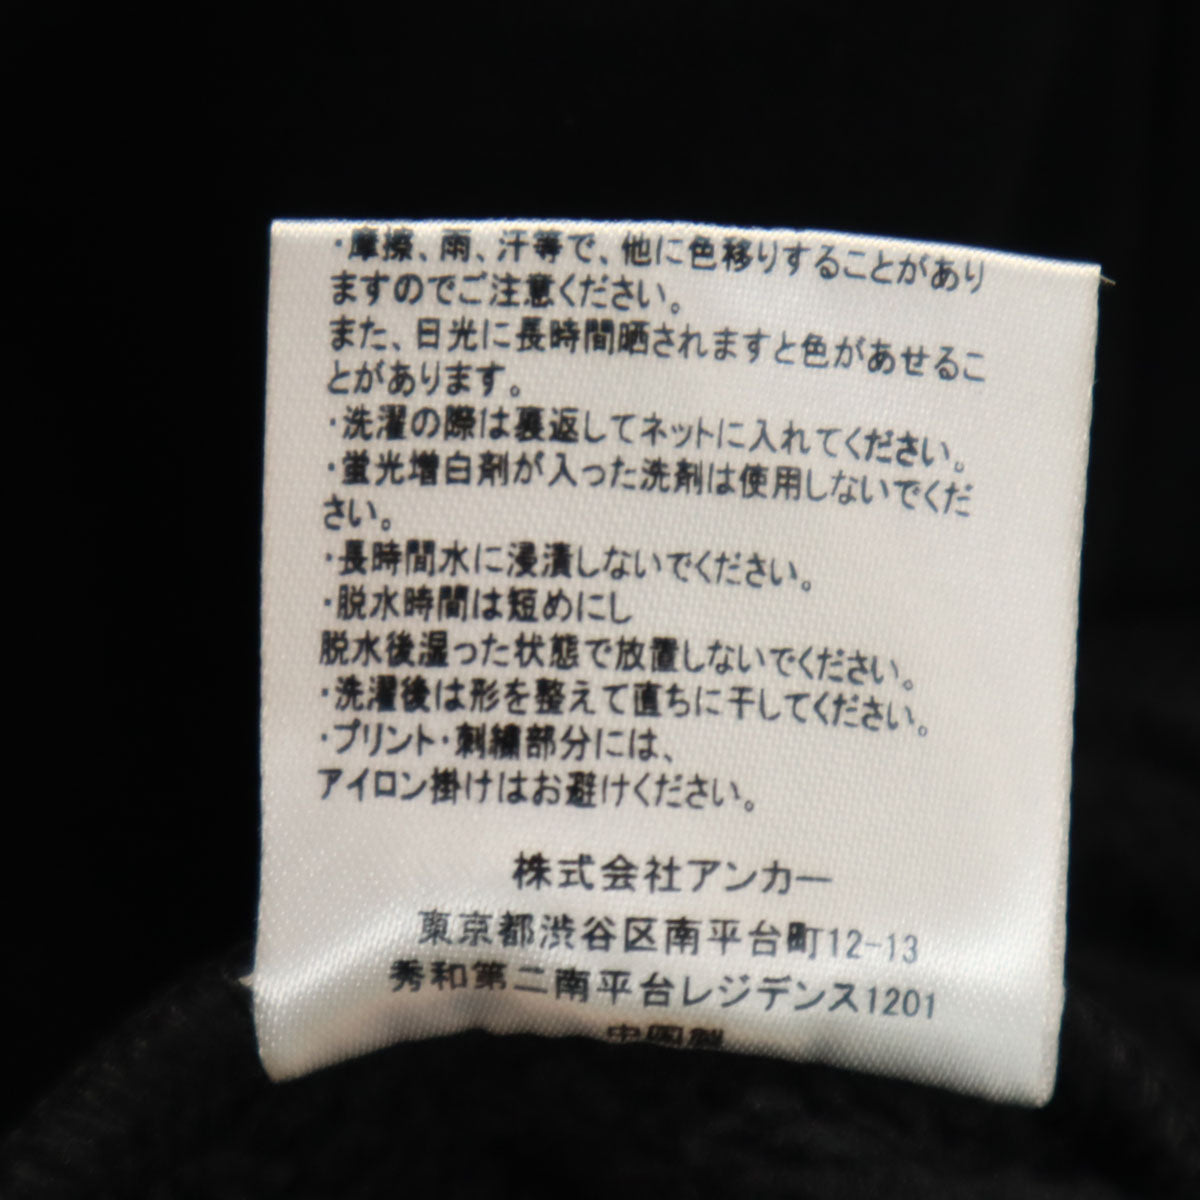 ・摩擦、雨、汗等で、他に色移りすることがあり
ますのでご注意ください。
また、日光に長時間晒されますと色があせるこ
とがあります。
・洗濯の際は裏返してネットに入れてください。
・蛍光増白剤が入った洗剤は使用しないでくだ
さい。
・長時間水に浸漬しないでください。
・脱水時間は短めにし
脱水後湿った状態で放置しないでください。
・洗濯後は形を整えて直ちに干してください。
・プリント・刺繍部分には、
アイロン掛けはお避けください。
株式会社アンカー
東京都渋谷区南平台町12-13
秀和第二南平台レジデンス1201
中国製